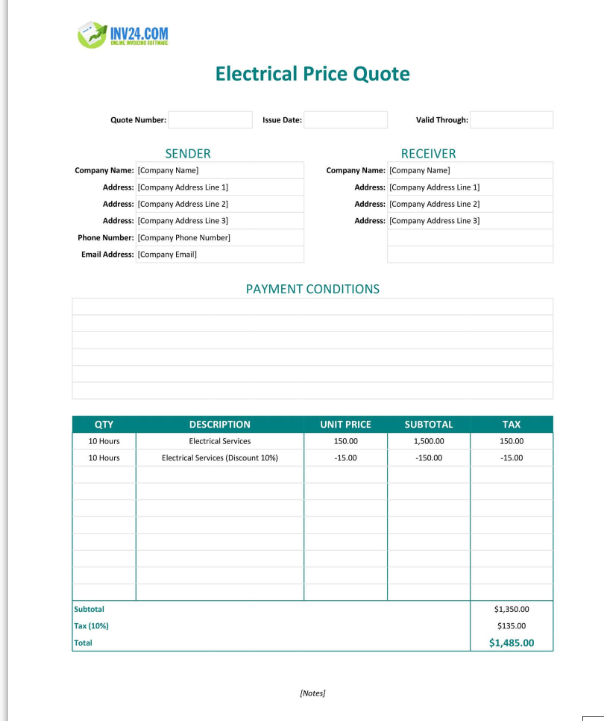 INV24.COM
ONLINE INVOICING SOFTWARE
Electrical Price Quote
Quote Number: Issue Date: Valid Through:
SENDER RECEIVER
Company Name: [Company Name] Company Name: [Company Name]
Address: [Company Address Line 1] Address: [Company Address Line 1]
Address: [Company Address Line 2] Address: [Company Address Line 2]
Address: [Company Address Line 3] Address: [Company Address Line 3]
Phone Number: [Company Phone Number]
Email Address: [Company Email]
PAYMENT CONDITIONS
QTY DESCRIPTION UNIT PRICE SUBTOTAL TAX
10 Hours Electrical Services 150.00 1,500.00 150.00
10 Hours Electrical Services (Discount 10%) -15.00 -150.00 -15.00
Subtotal $1,350.00
Tax (10%) $135.00
Total $1,485.00
[Notes]